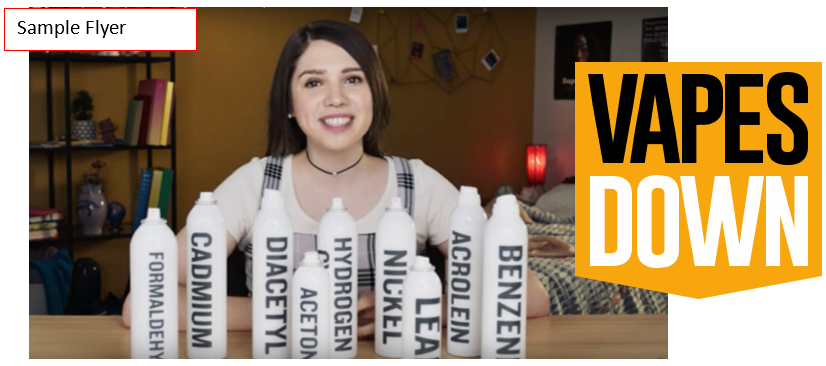 Sample Flyer
VAPES
DOWN
FORMALDEHY
CADMIUM
DIACETYL
ACETON
HYDROGEN
NICKEL
LEA
ACROLEIN
BENZEN